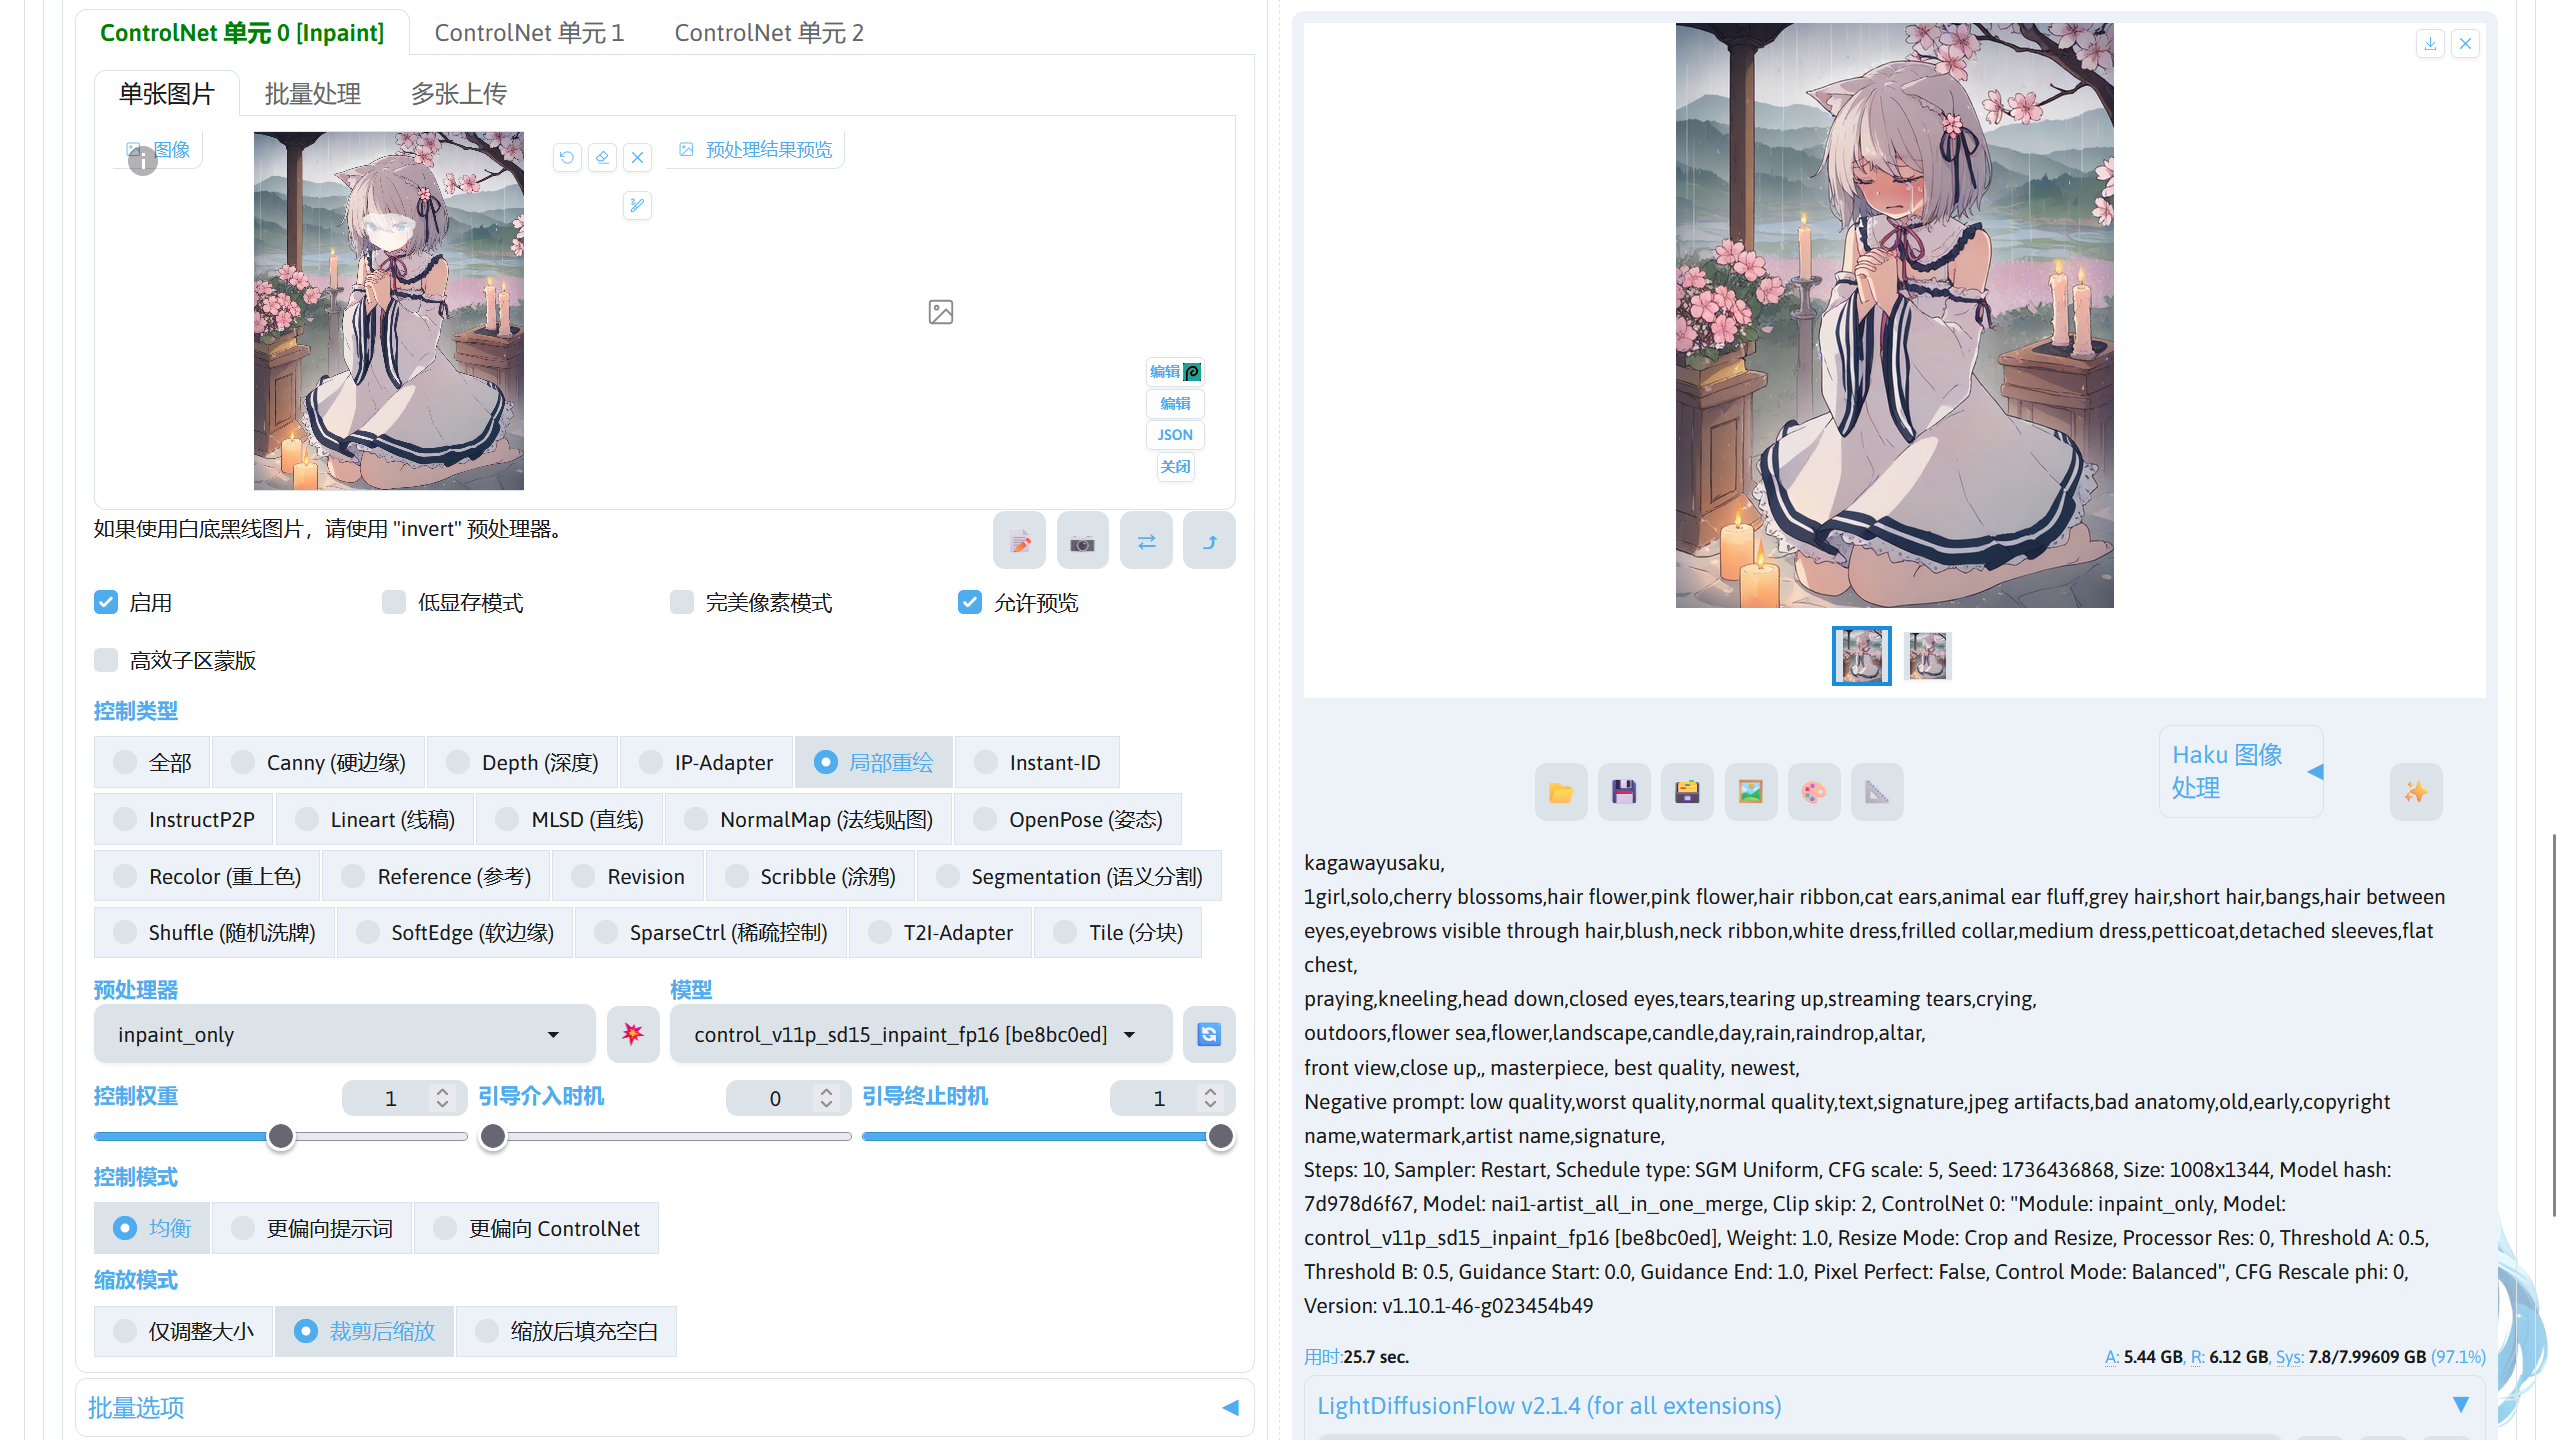 ControlNet 单元 0 [Inpaint]
ControlNet 单元 1
ControlNet 单元 2
单张图片
批量处理
多张上传
图像
预处理结果预览
编辑
编辑
JSON
关闭
如果使用白底黑线图片，请使用 "invert" 预处理器。
启用
低显存模式
完美像素模式
允许预览
高效子区蒙版
控制类型
全部
Canny (硬边缘)
Depth (深度)
IP-Adapter
局部重绘
Instant-ID
InstructP2P
Lineart (线稿)
MLSD (直线)
NormalMap (法线贴图)
OpenPose (姿态)
Recolor (重上色)
Reference (参考)
Revision
Scribble (涂鸦)
Segmentation (语义分割)
Shuffle (随机洗牌)
SoftEdge (软边缘)
SparseCtrl (稀疏控制)
T2I-Adapter
Tile (分块)
预处理器
模型
inpaint_only
control_v11p_sd15_inpaint_fp16 [be8bc0ed]
控制权重
1
引导介入时机
0
引导终止时机
1
控制模式
均衡
更偏向提示词
更偏向 ControlNet
缩放模式
仅调整大小
裁剪后缩放
缩放后填充空白
批量选项
Haku 图像
处理
kagawayusaku,
1girl,solo,cherry blossoms,hair flower,pink flower,hair ribbon,cat ears,animal ear fluff,grey hair,short hair,bangs,hair between
eyes,eyebrows visible through hair,blush,neck ribbon,white dress,frilled collar,medium dress,petticoat,detached sleeves,flat
chest,
praying,kneeling,head down,closed eyes,tears,tearing up,streaming tears,crying,
outdoors,flower sea,flower,landscape,candle,day,rain,raindrop,altar,
front view,close up,, masterpiece, best quality, newest,
Negative prompt: low quality,worst quality,normal quality,text,signature,jpeg artifacts,bad anatomy,old,early,copyright
name,watermark,artist name,signature,
Steps: 10, Sampler: Restart, Schedule type: SGM Uniform, CFG scale: 5, Seed: 1736436868, Size: 1008x1344, Model hash:
7d978d6f67, Model: nai1-artist_all_in_one_merge, Clip skip: 2, ControlNet 0: "Module: inpaint_only, Model:
control_v11p_sd15_inpaint_fp16 [be8bc0ed], Weight: 1.0, Resize Mode: Crop and Resize, Processor Res: 0, Threshold A: 0.5,
Threshold B: 0.5, Guidance Start: 0.0, Guidance End: 1.0, Pixel Perfect: False, Control Mode: Balanced", CFG Rescale phi: 0,
Version: v1.10.1-46-g023454b49
用时:25.7 sec.
A: 5.44 GB, R: 6.12 GB, Sys: 7.8/7.99609 GB (97.1%)
LightDiffusionFlow v2.1.4 (for all extensions)